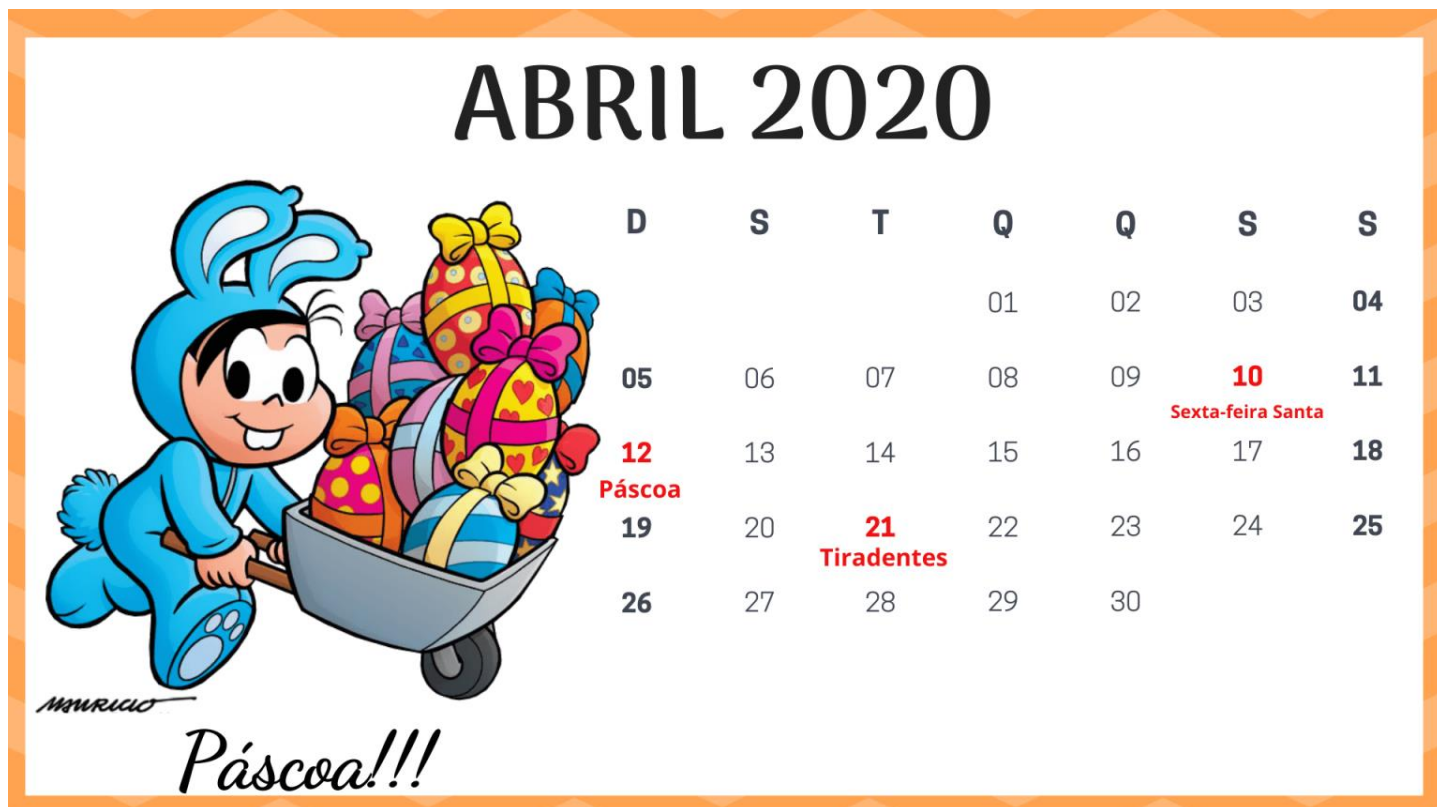 ABRIL 2020
D S T Q Q S S
01 02 03 04
05 06 07 08 09 10 11
Sexta-feira Santa
12 13 14 15 16 17 18
Páscoa
19 20 21 22 23 24 25
Tiradentes
26 27 28 29 30
MAURICIO
Páscoa!!!